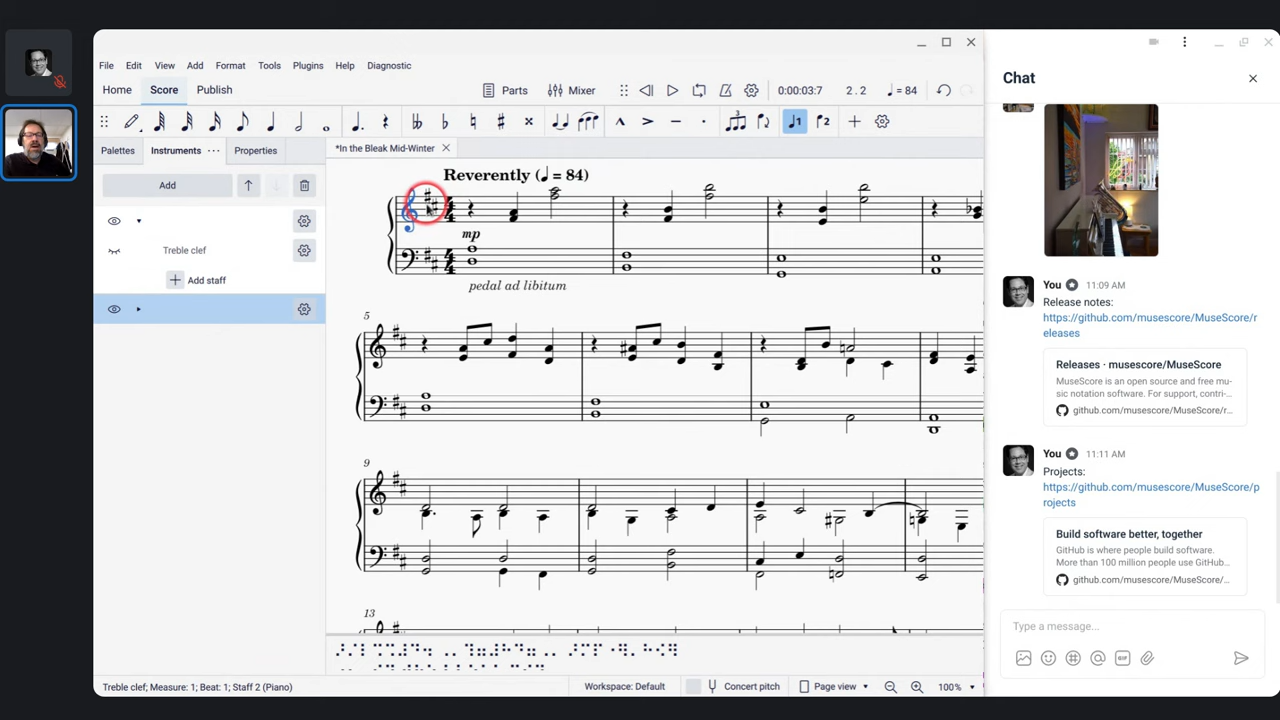 File Edit View Add Format Tools Plugins Help Diagnostic
Home Score Publish
Parts Mixer 0:00:03:7 2 . 2 = 84
Palettes Instruments Properties
*In the Bleak Mid-Winter
Add
Treble clef
Add staff
Reverently (♩ = 84)
mp
pedal ad libitum
5
9
13
Treble clef; Measure: 1; Beat: 1; Staff 2 (Piano)
Workspace: Default
Concert pitch
Page view
100%
Chat
You 11:09 AM
Release notes:
https://github.com/musescore/MuseScore/r
eleases
Releases · musescore/MuseScore
MuseScore is an open source and free mu-
sic notation software. For support, contri-...
github.com/musescore/MuseScore/r...
You 11:11 AM
Projects:
https://github.com/musescore/MuseScore/p
rojects
Build software better, together
GitHub is where people build software.
More than 100 million people use GitHub...
github.com/musescore/MuseScore/...
Type a message...
GIF